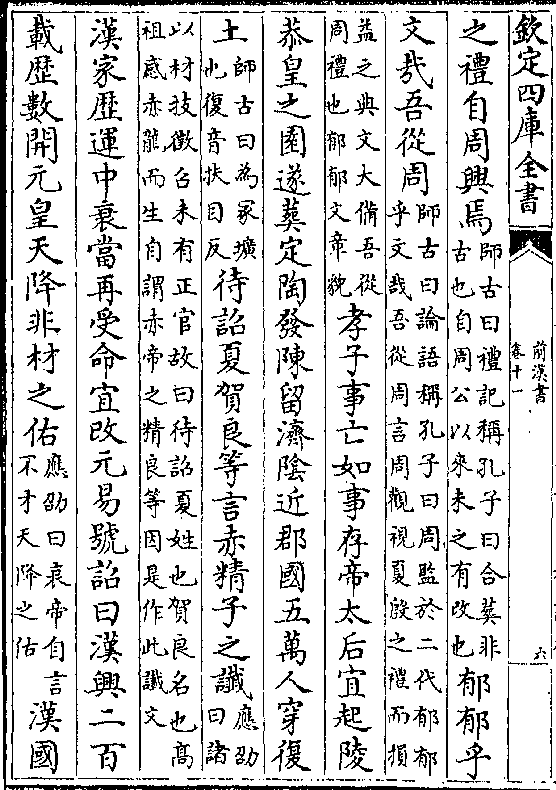 欽定四庫全書
前漢書
卷十一
六
之禮自周興焉師古曰禮記稱孔子曰合葬非
古也自周公以來未之有改也郁郁乎
文哉吾從周師古曰論語稱孔子曰周監於二代郁郁
乎文哉吾從周言周觀視夏殷之禮而損
益之典文大備吾從
周禮也郁郁文章貌孝子事亡如事存帝太后宜起陵
恭皇之園遂葬定陶發陳留濟陰近郡國五萬人穿復
土師古曰為冡壙
也復音扶目反待詔夏賀良等言赤精子之讖應劭
曰諸
以材技徵召未有正官故曰待詔夏姓也賀良名也高
祖感赤龍而生自謂赤帝之精良等因是作此讖文
漢家歴運中衰當再受命宜改元易號詔曰漢興二百
載歴數開元皇天降非材之佑應劭曰哀帝自言
不才天降之佑漢國